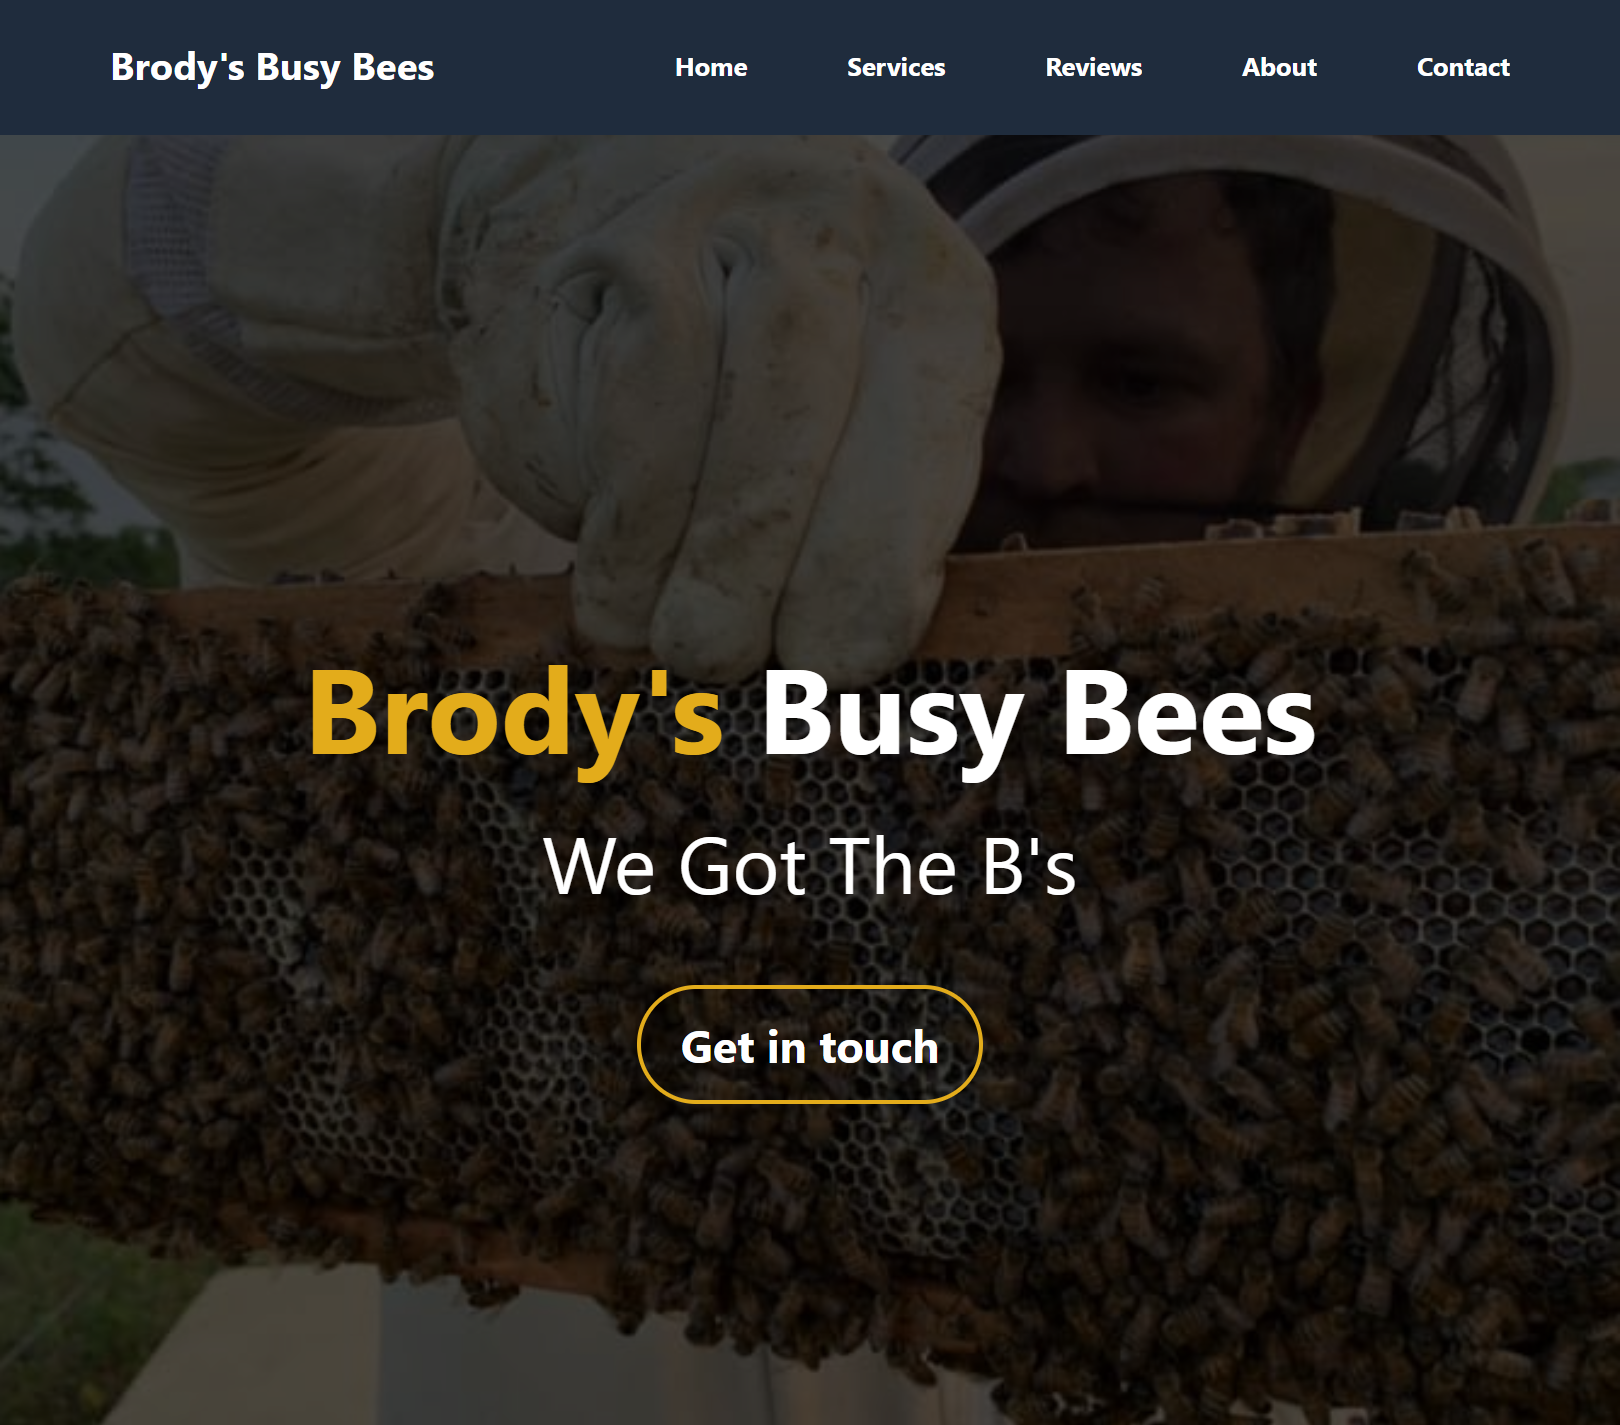 Brody's Busy Bees
Home Services Reviews About Contact
Brody's Busy Bees
We Got The B's
Get in touch